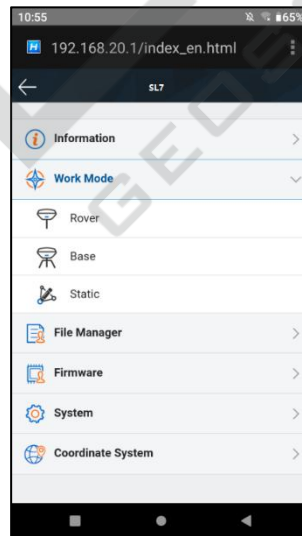 10:55
65%
192.168.20.1/index_en.html
SL7
Information
Work Mode
Rover
Base
Static
File Manager
Firmware
System
Coordinate System
GEOS